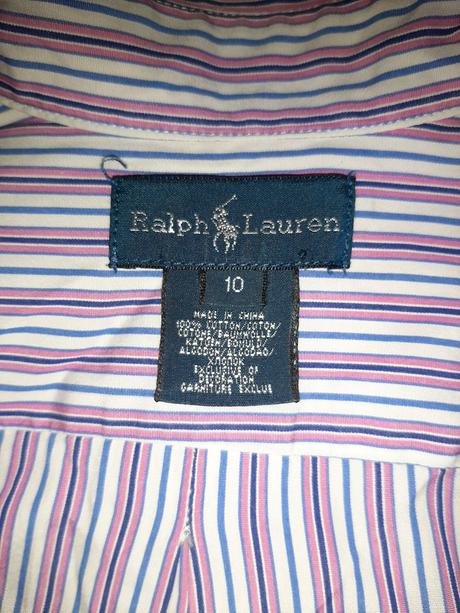 Ralph Lauren
10
MADE IN CHINA
100% COTTON/COTON/
COTONE/BAUMWOLLE/
KATOEN/BOMULD/
ALGODON/ALGODAO/
ХЛОПОК
EXCLUSIVE OF
DECORATION
GARNITURE EXCLUE